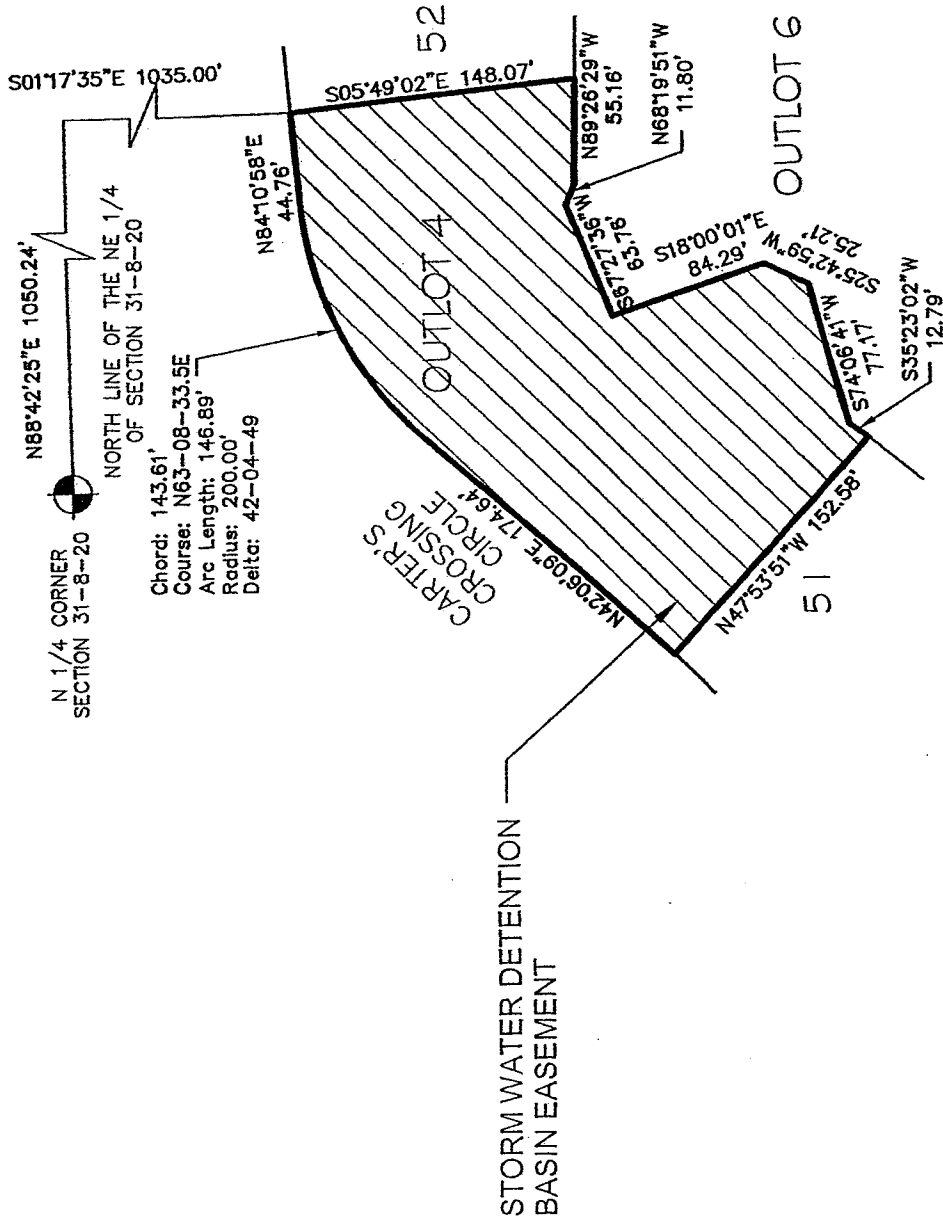 S01°17'35"E 1035.00'
N88°42'25"E 1050.24'
NORTH LINE OF THE NE 1/4
OF SECTION 31-8-20
N 1/4 CORNER
SECTION 31-8-20
Chord: 143.61'
Course: N63-08-33.5E
Arc Length: 146.89'
Radius: 200.00'
Delta: 42-04-49
N84°10'58"E
44.76'
S05°49'02"E 148.07'
52
N89°26'29"W
55.16'
N68°19'51"W
11.80'
OUTLOT 4
S67°27'36"W
63.76'
S18°00'01"E
84.29'
OUTLOT 6
S25°42'59"W
25.21'
S74°06'41"W
77.17'
S35°23'02"W
12.79'
CARTER'S
CROSSING
CIRCLE
N42°06'09"E 174.64'
N47°53'51"W 152.58'
51
STORM WATER DETENTION
BASIN EASEMENT